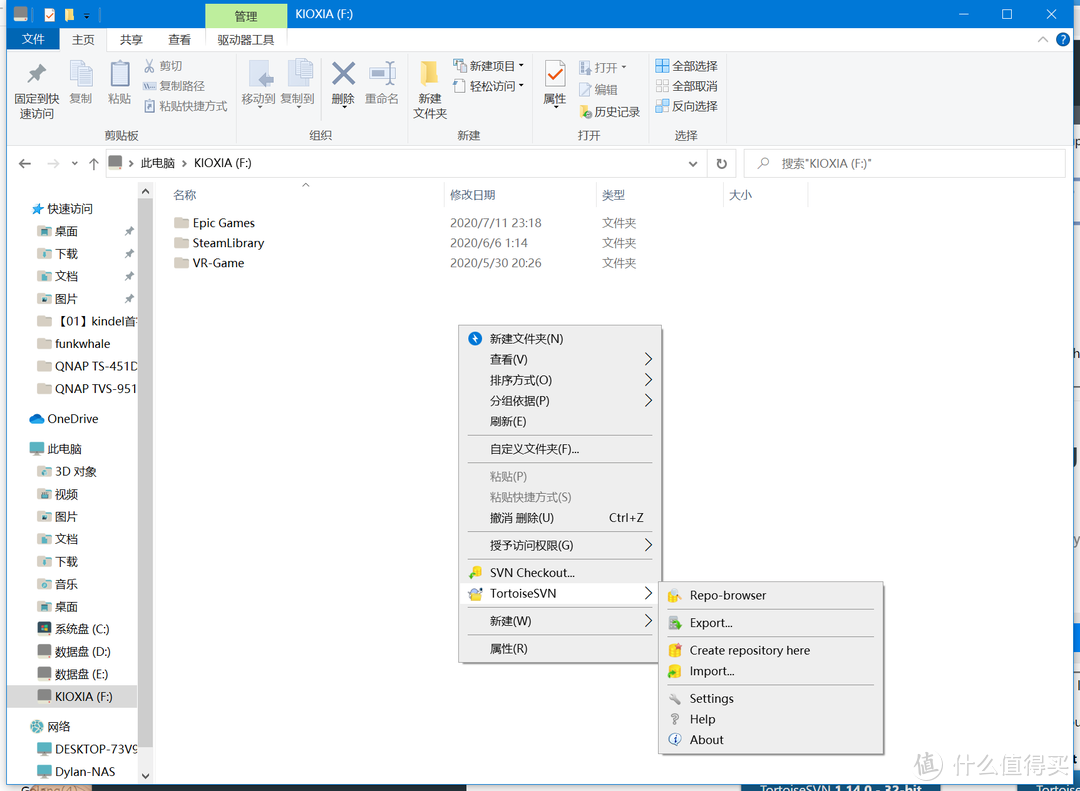 管理
KIOXIA (F:)
文件
主页
共享
查看
驱动器工具
固定到快
速访问
复制
粘贴
剪切
复制路径
粘贴快捷方式
剪贴板
移动到
复制到
删除
重命名
组织
新建
文件夹
新建项目
轻松访问
新建
属性
打开
编辑
历史记录
打开
全部选择
全部取消
反向选择
选择
此电脑 KIOXIA (F:)
搜索"KIOXIA (F:)"
名称 修改日期 类型 大小
Epic Games 2020/7/11 23:18 文件夹
SteamLibrary 2020/6/6 1:14 文件夹
VR-Game 2020/5/30 20:26 文件夹
快速访问
桌面
下载
文档
图片
【01】kindel首
funkwhale
QNAP TS-451D
QNAP TVS-951
OneDrive
此电脑
3D 对象
视频
图片
文档
下载
音乐
桌面
系统盘 (C:)
数据盘 (D:)
数据盘 (E:)
KIOXIA (F:)
网络
DESKTOP-73V9
Dylan-NAS
新建文件夹(N)
查看(V)
排序方式(O)
分组依据(P)
刷新(E)
自定义文件夹(F)...
粘贴(P)
粘贴快捷方式(S)
撤消 删除(U) Ctrl+Z
授予访问权限(G)
SVN Checkout...
TortoiseSVN
新建(W)
属性(R)
Repo-browser
Export...
Create repository here
Import...
Settings
Help
About
值 什么值得买
TortoiseSVN 1.14.0 - 32-bit
Tortoise